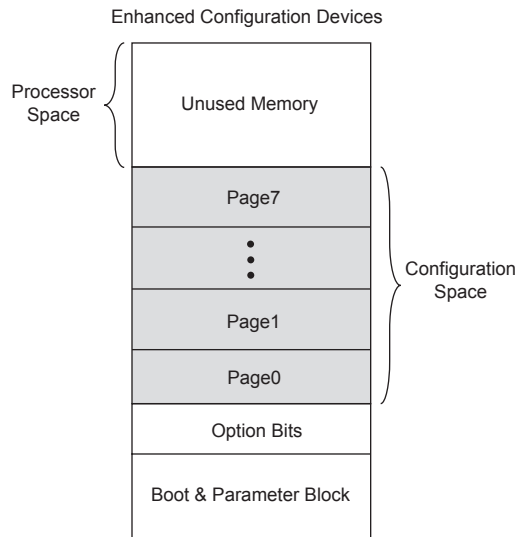 Enhanced Configuration Devices
Processor
Space
Unused Memory
Page7
Configuration
Space
Page1
Page0
Option Bits
Boot & Parameter Block